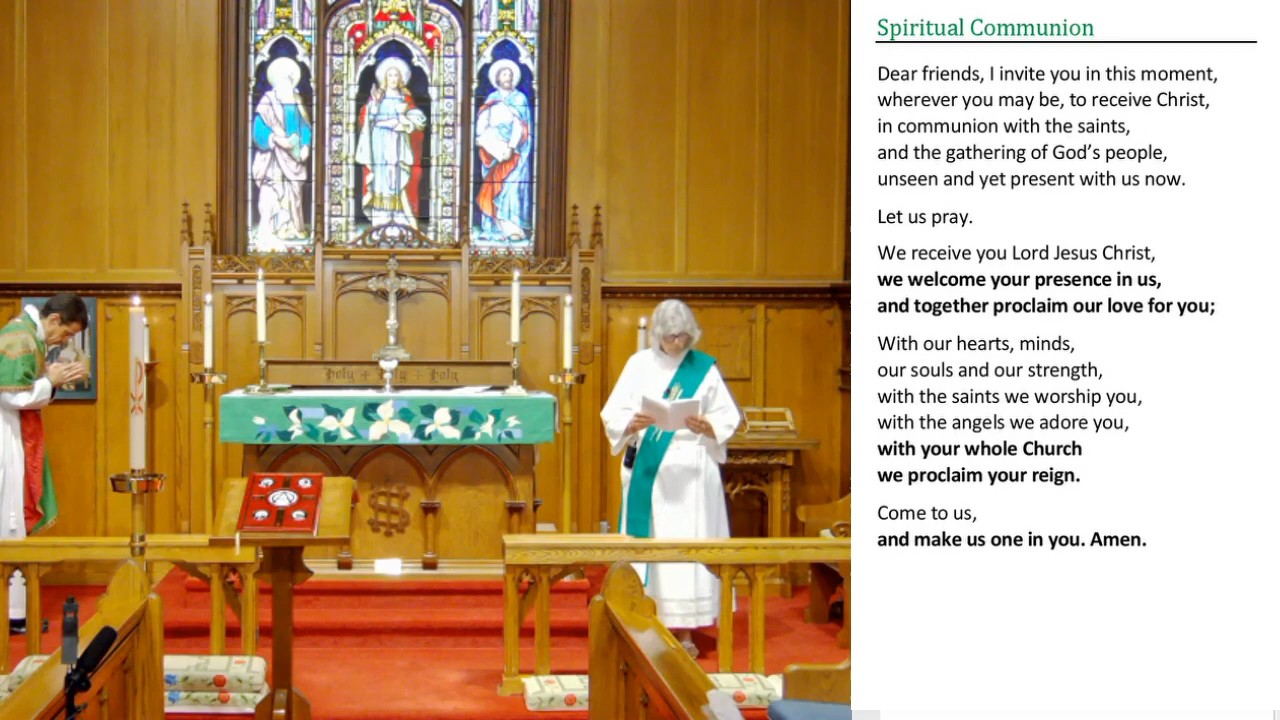 Spiritual Communion
Dear friends, I invite you in this moment,
wherever you may be, to receive Christ,
in communion with the saints,
and the gathering of God’s people,
unseen and yet present with us now.
Let us pray.
We receive you Lord Jesus Christ,
we welcome your presence in us,
and together proclaim our love for you;
With our hearts, minds,
our souls and our strength,
with the saints we worship you,
with the angels we adore you,
with your whole Church
we proclaim your reign.
Come to us,
and make us one in you. Amen.
Holy + Holy + Holy